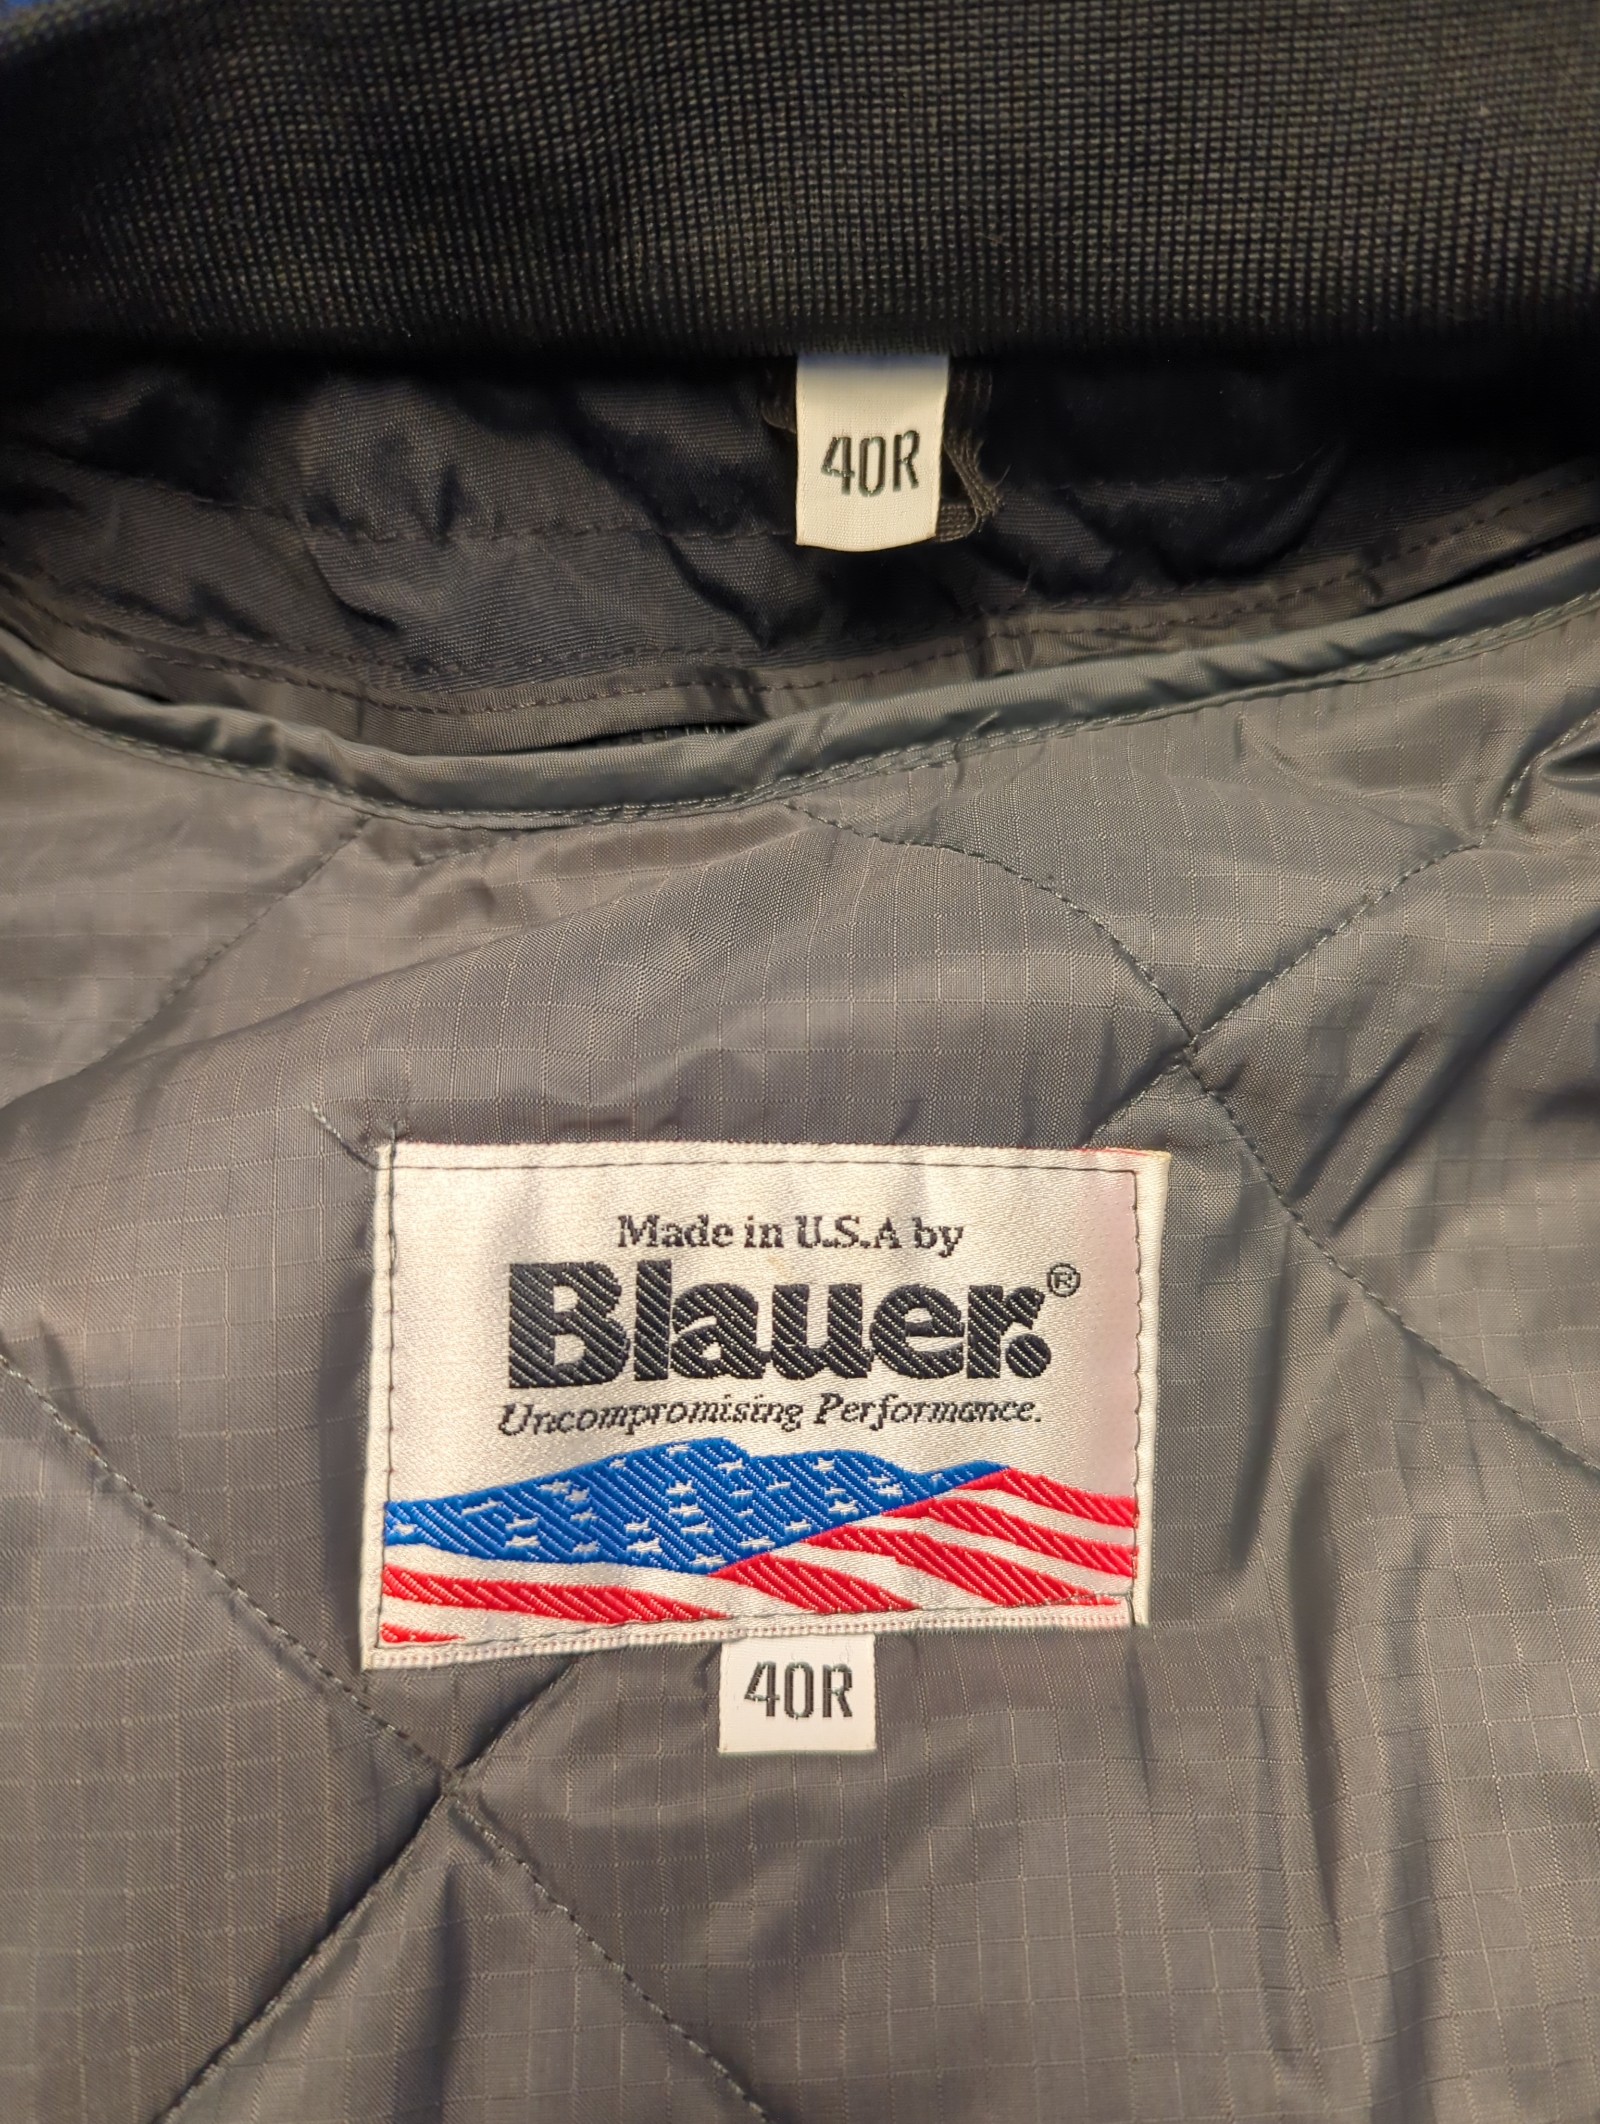 40R
Made in U.S.A by
Blauer.®
Uncompromising Performance.
40R